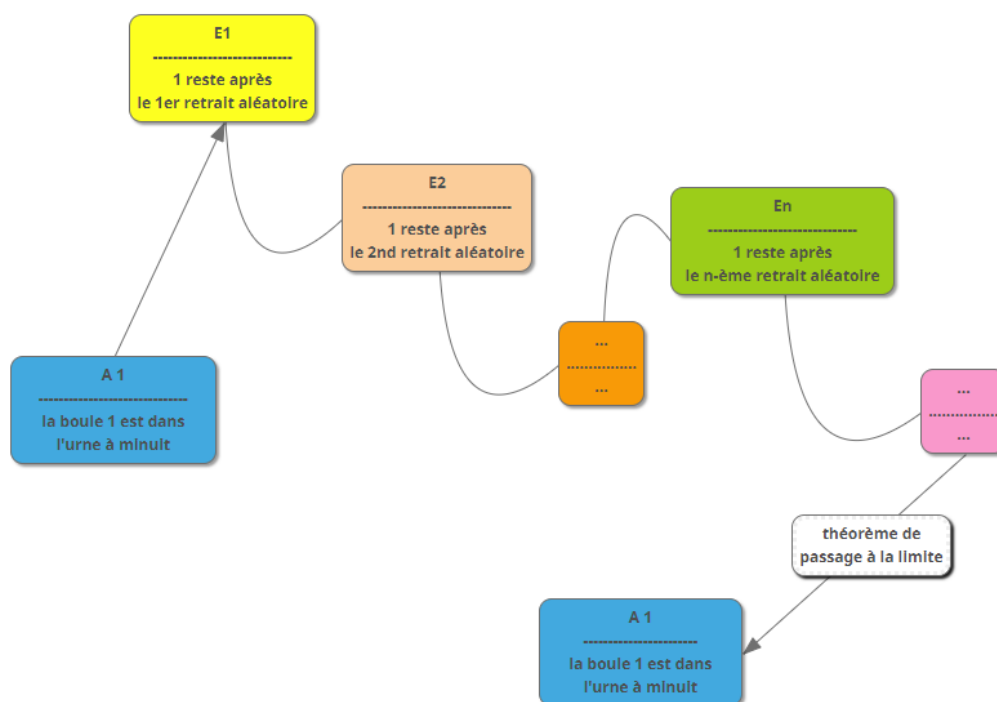 E1
----------------------------
1 reste après
le 1er retrait aléatoire
E2
------------------------------
1 reste après
le 2nd retrait aléatoire
En
------------------------------
1 reste après
le n-ème retrait aléatoire
...
................
...
A 1
------------------------------
la boule 1 est dans
l'urne à minuit
...
................
...
théorème de
passage à la limite
A 1
-----------------------
la boule 1 est dans
l'urne à minuit